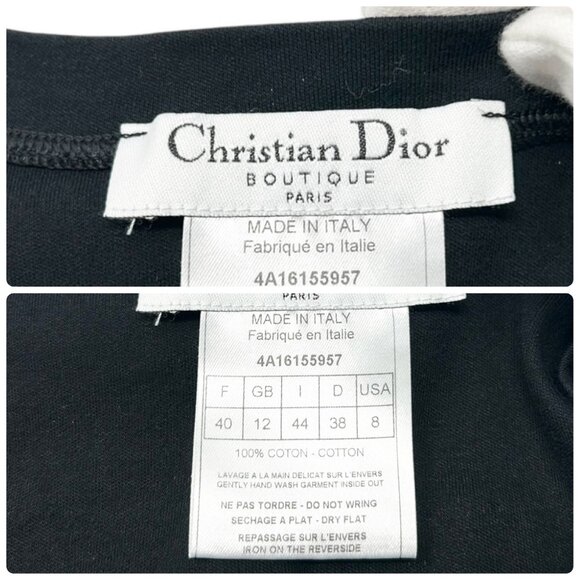 Christian Dior
BOUTIQUE
PARIS
MADE IN ITALY
Fabriqué en Italie
4A16155957
PARIS
MADE IN ITALY
Fabriqué en Italie
4A16155957
F GB I D USA
40 12 44 38 8
100% COTON - COTTON
LAVAGE A LA MAIN DELICAT SUR L'ENVERS
GENTLY HAND WASH GARMENT INSIDE OUT
NE PAS TORDRE - DO NOT WRING
SECHAGE A PLAT - DRY FLAT
REPASSAGE SUR L'ENVERS
IRON ON THE REVERSIDE